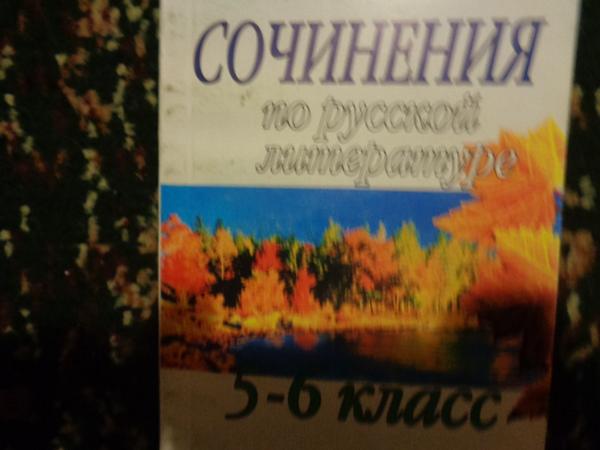 СОЧИНЕНИЯ
по русской
литературе
5-6 класс